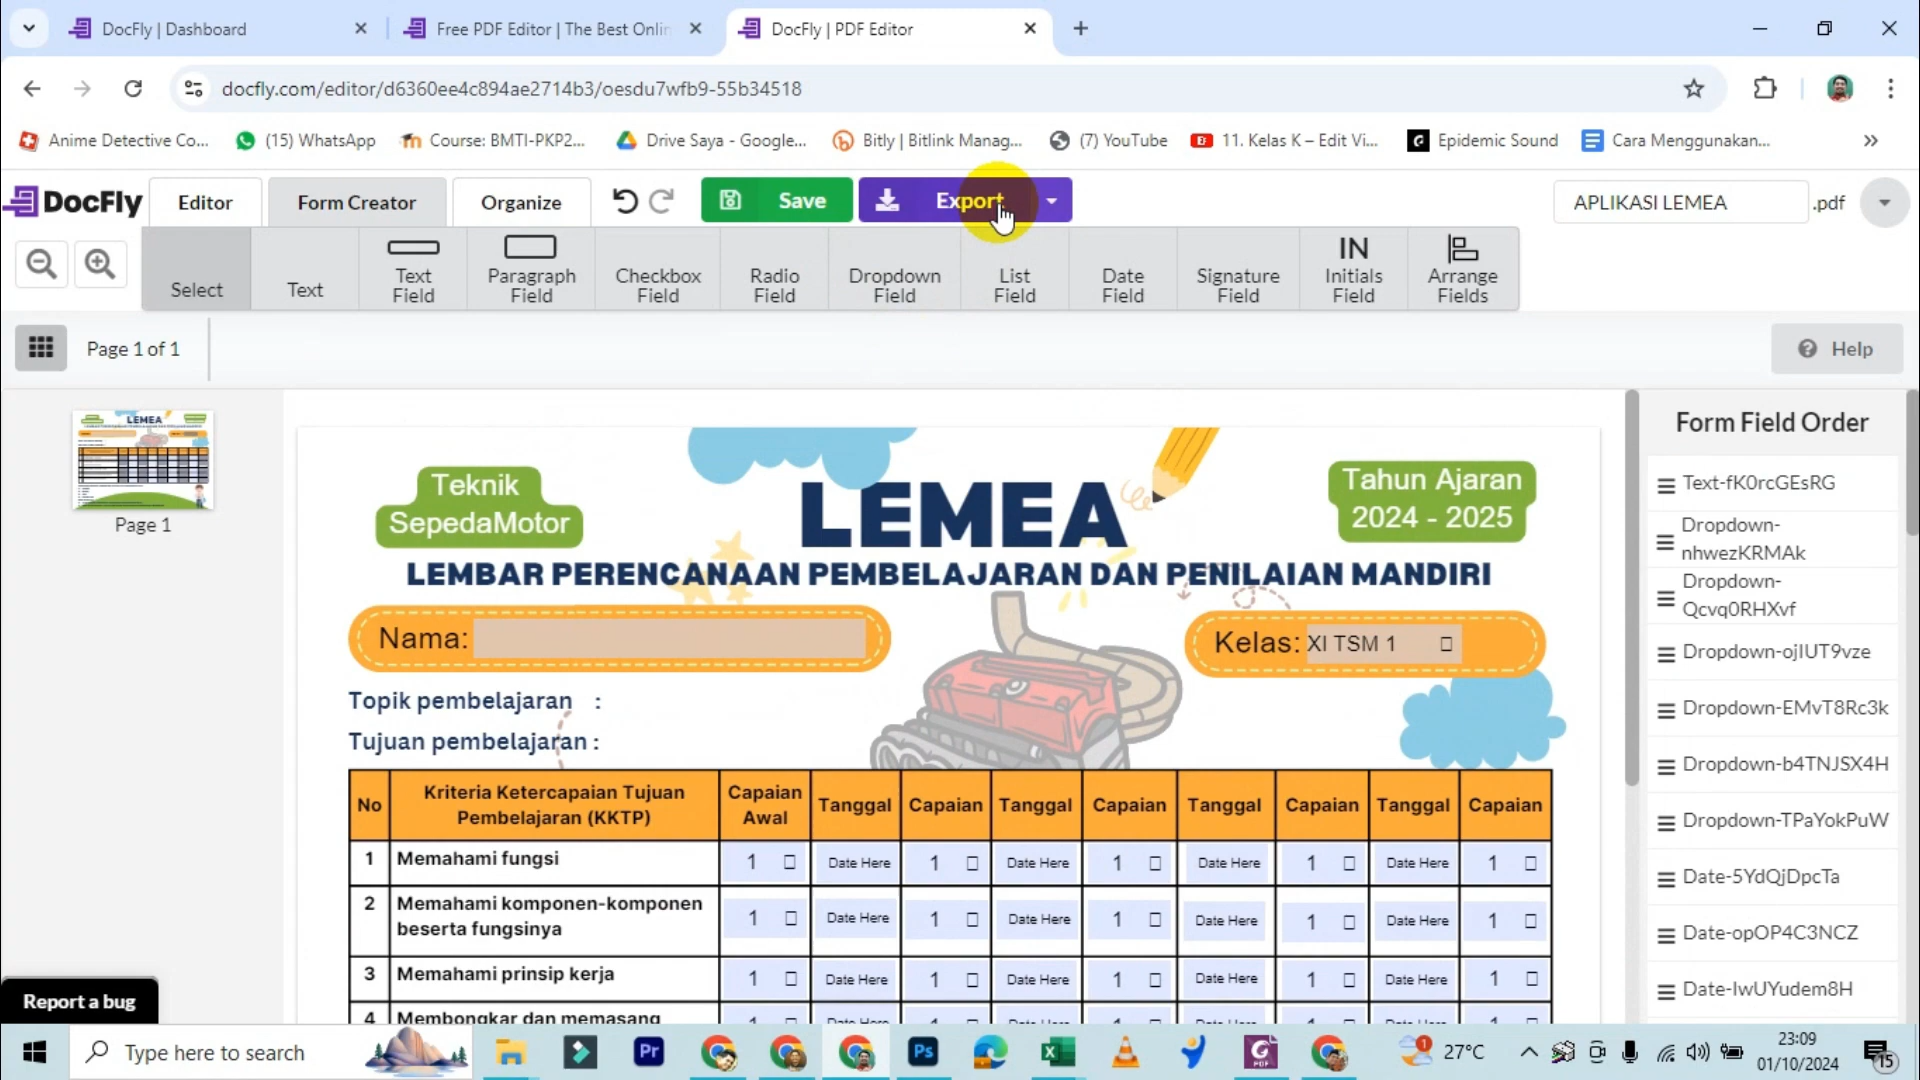 DocFly | Dashboard
Free PDF Editor | The Best Onlin
DocFly | PDF Editor
docfly.com/editor/d6360ee4c894ae2714b3/oesdu7wfb9-55b34518
Anime Detective Co...
(15) WhatsApp
Course: BMTI-PKP2...
Drive Saya - Google...
Bitly | Bitlink Manag...
(7) YouTube
11. Kelas K – Edit Vi...
Epidemic Sound
Cara Menggunakan...
DocFly
Editor
Form Creator
Organize
Save
Export
APLIKASI LEMEA
.pdf
Select
Text
Text Field
Paragraph Field
Checkbox Field
Radio Field
Dropdown Field
List Field
Date Field
Signature Field
IN
Initials Field
Arrange Fields
Page 1 of 1
Help
Page 1
Teknik
SepedaMotor
LEMEA
Tahun Ajaran
2024 - 2025
LEMBAR PERENCANAAN PEMBELAJARAN DAN PENILAIAN MANDIRI
Nama:
Kelas: XI TSM 1
Topik pembelajaran :
Tujuan pembelajaran :
No Kriteria Ketercapaian Tujuan Pembelajaran (KKTP) Capaian Awal Tanggal Capaian Tanggal Capaian Tanggal Capaian Tanggal Capaian
1 Memahami fungsi 1 Date Here 1 Date Here 1 Date Here 1 Date Here 1
2 Memahami komponen-komponen beserta fungsinya 1 Date Here 1 Date Here 1 Date Here 1 Date Here 1
3 Memahami prinsip kerja 1 Date Here 1 Date Here 1 Date Here 1 Date Here 1
4 Membongkar dan memasang
Form Field Order
Text-fK0rcGEsRG
Dropdown-
nhwezKRMAk
Dropdown-
Qcvq0RHXvf
Dropdown-ojIUT9vze
Dropdown-EMvT8Rc3k
Dropdown-b4TNJSX4H
Dropdown-TPaYokPuW
Date-5YdQjDpcTa
Date-opOP4C3NCZ
Date-IwUYudem8H
Report a bug
Type here to search
Pr
Ps
1
27°C
23:09
01/10/2024
15